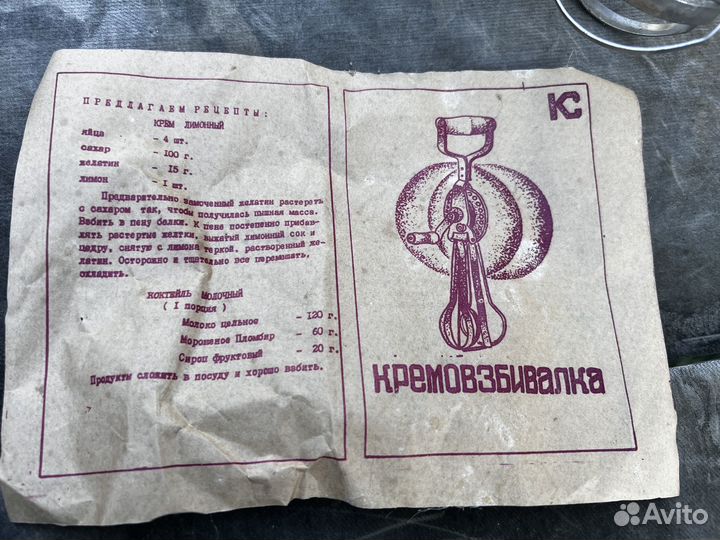 ПРЕДЛАГАЕМ РЕЦЕПТЫ:
КРЕМ ЛИМОННЫЙ
яйца - 4 шт.
сахар - 100 г.
желатин - 15 г.
лимон - I шт.
Предварительно замоченный желатин растереть
с сахаром так, чтобы получилась пышная масса.
Взбить в пену белки. К пене постепенно прибав-
лять растертые желтки, выжатый лимонный сок и
цедру, снятую с лимона теркой, растворенный же-
латин. Осторожно и тщательно все перемешать,
охладить.
КОКТЕЙЛЬ МОЛОЧНЫЙ
( I порция )
Молоко цельное - 120 г.
Мороженое Пломбир - 60 г.
Сироп фруктовый - 20 г.
Продукты сложить в посуду и хорошо взбить.
КС
КРЕМОВЗБИВАЛКА
Avito